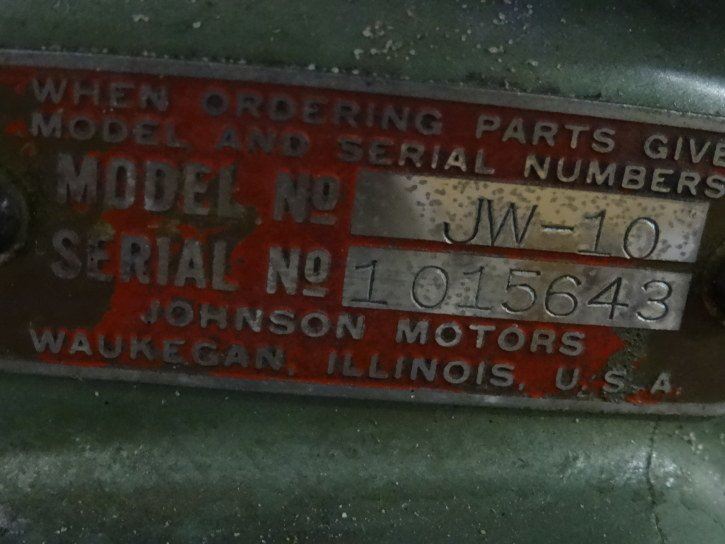 WHEN ORDERING PARTS GIVE
MODEL AND SERIAL NUMBERS
MODEL Nº JW-10
SERIAL Nº 1015643
JOHNSON MOTORS
WAUKEGAN, ILLINOIS, U.S.A.